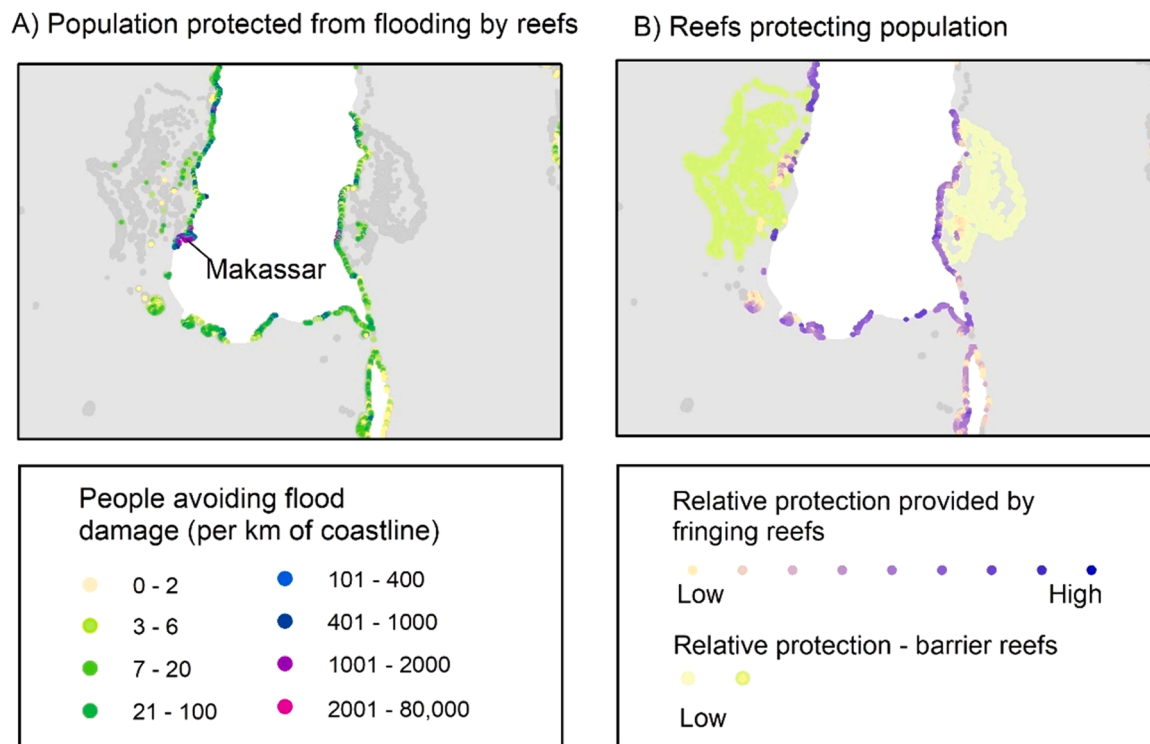 A) Population protected from flooding by reefs
B) Reefs protecting population
Makassar
People avoiding flood
damage (per km of coastline)
0 - 2
3 - 6
7 - 20
21 - 100
101 - 400
401 - 1000
1001 - 2000
2001 - 80,000
Relative protection provided by
fringing reefs
Low
High
Relative protection - barrier reefs
Low